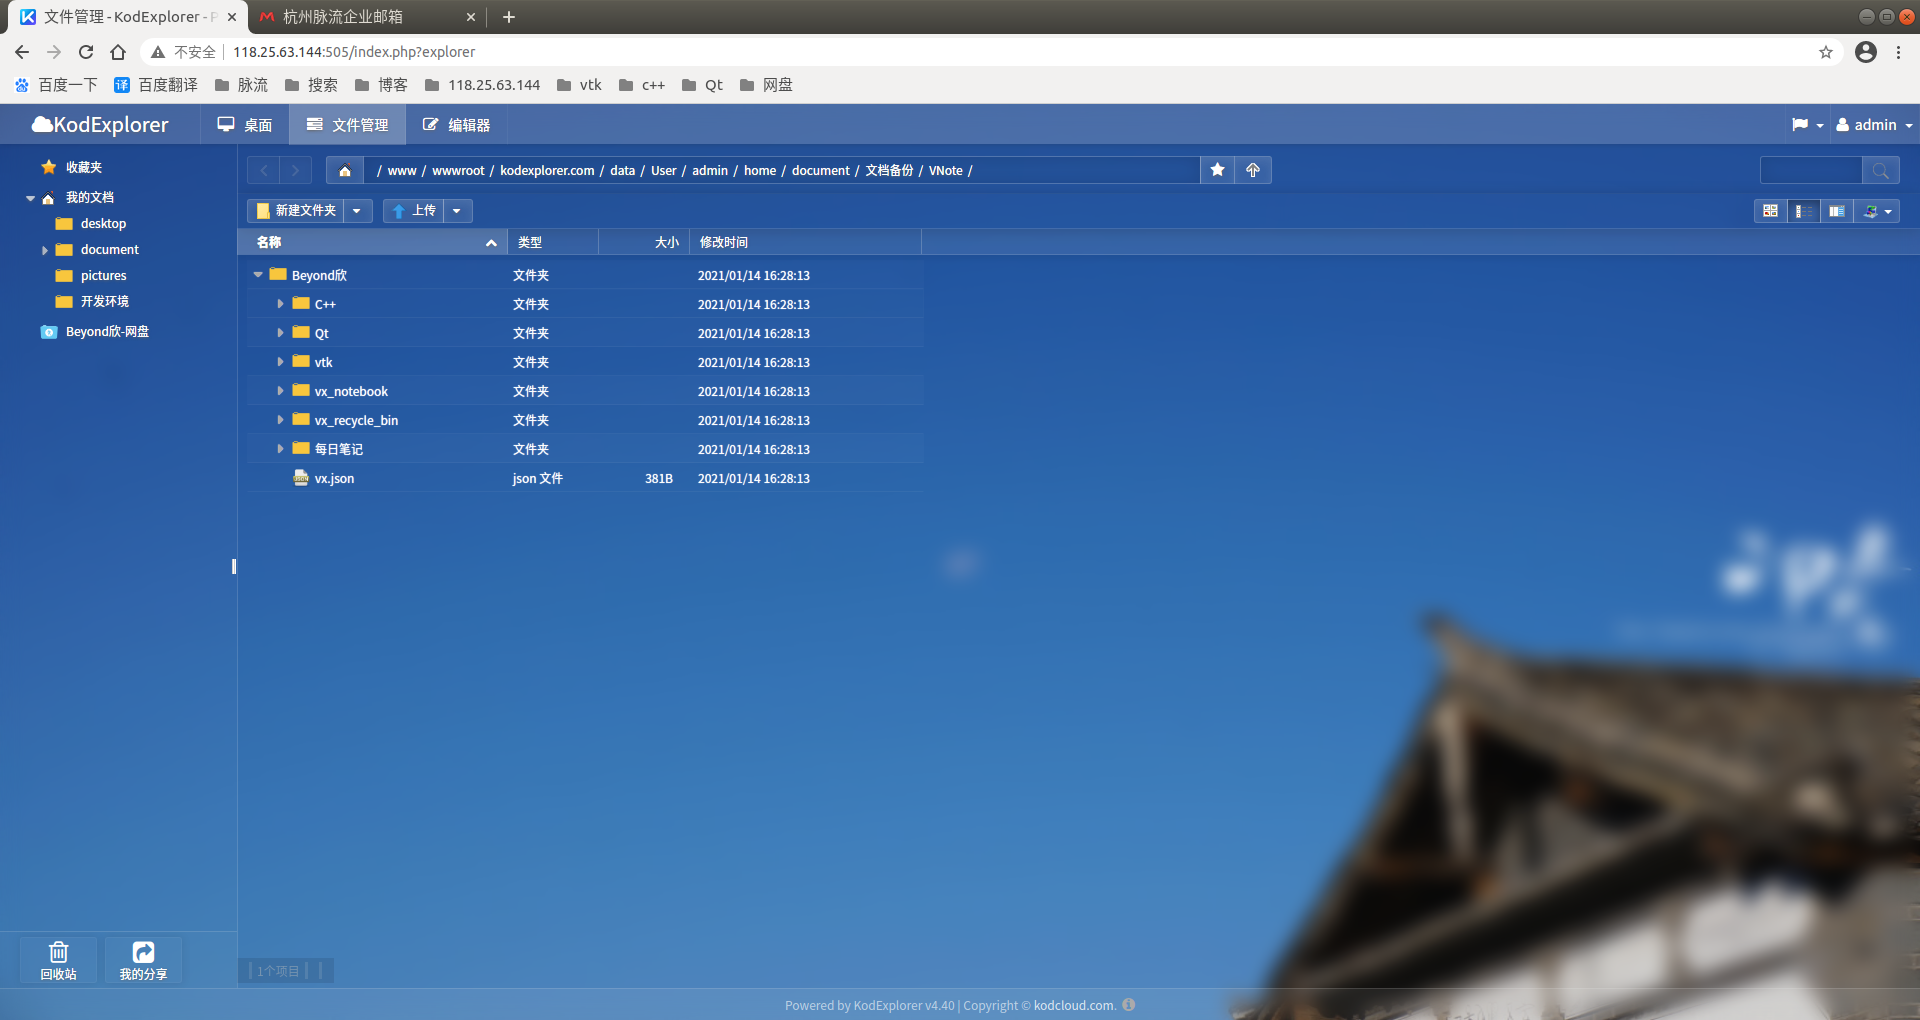 文件管理 - KodExplorer - P
杭州脉流企业邮箱
不安全 118.25.63.144:505/index.php?explorer
百度一下 译 百度翻译 脉流 搜索 博客 118.25.63.144 vtk c++ Qt 网盘
KodExplorer 桌面 文件管理 编辑器 admin
收藏夹
我的文档
desktop
document
pictures
开发环境
Beyond欣-网盘
回收站 我的分享
/ www / wwwroot / kodexplorer.com / data / User / admin / home / document / 文档备份 / VNote /
新建文件夹 上传
名称 类型 大小 修改时间
Beyond欣 文件夹 2021/01/14 16:28:13
C++ 文件夹 2021/01/14 16:28:13
Qt 文件夹 2021/01/14 16:28:13
vtk 文件夹 2021/01/14 16:28:13
vx_notebook 文件夹 2021/01/14 16:28:13
vx_recycle_bin 文件夹 2021/01/14 16:28:13
每日笔记 文件夹 2021/01/14 16:28:13
vx.json json 文件 381B 2021/01/14 16:28:13
1个项目
Powered by KodExplorer v4.40 | Copyright © kodcloud.com.